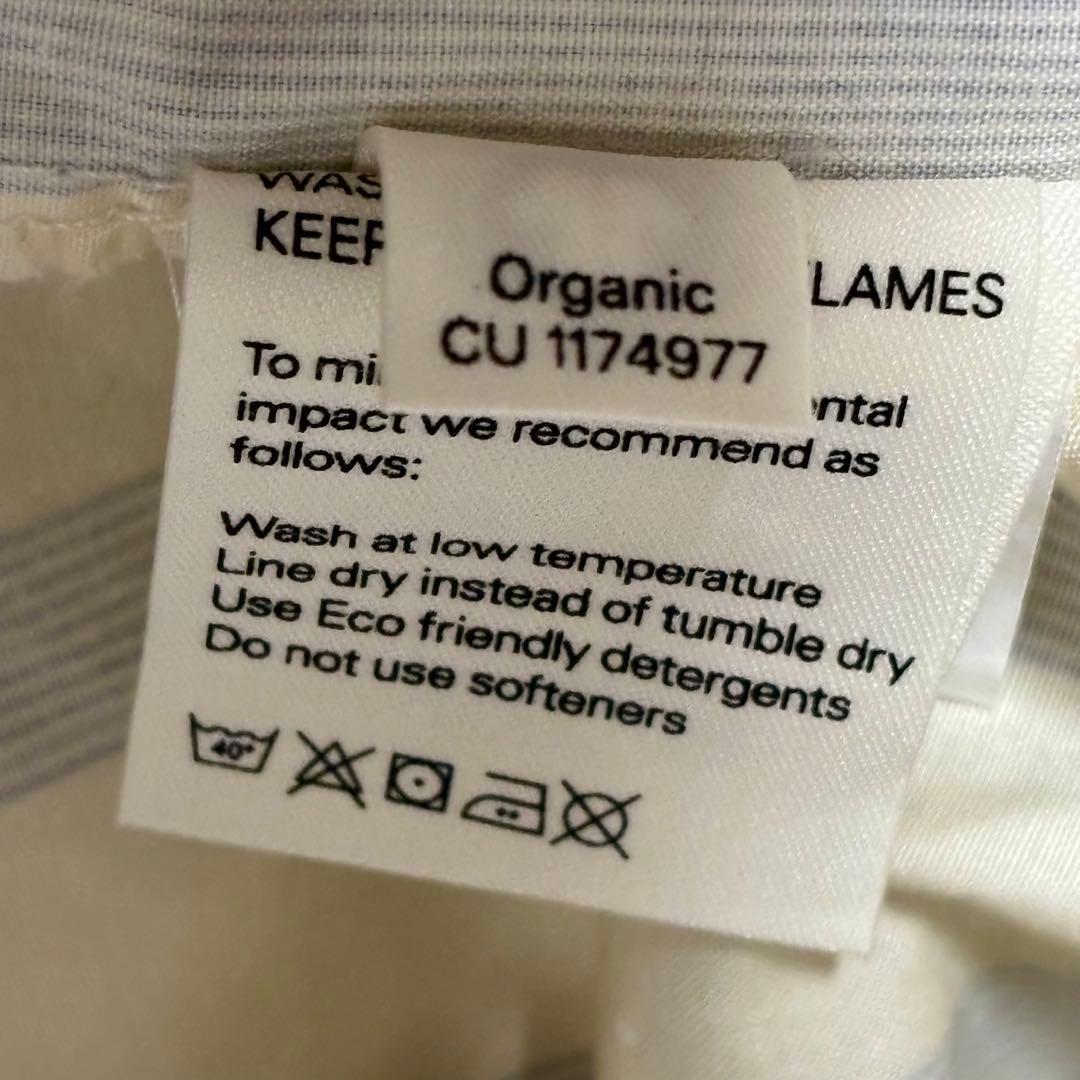 WAS
KEEP
LAMES
Organic
CU 1174977
To mi
ental
impact we recommend as
follows:
Wash at low temperature
Line dry instead of tumble dry
Use Eco friendly detergents
Do not use softeners
40°